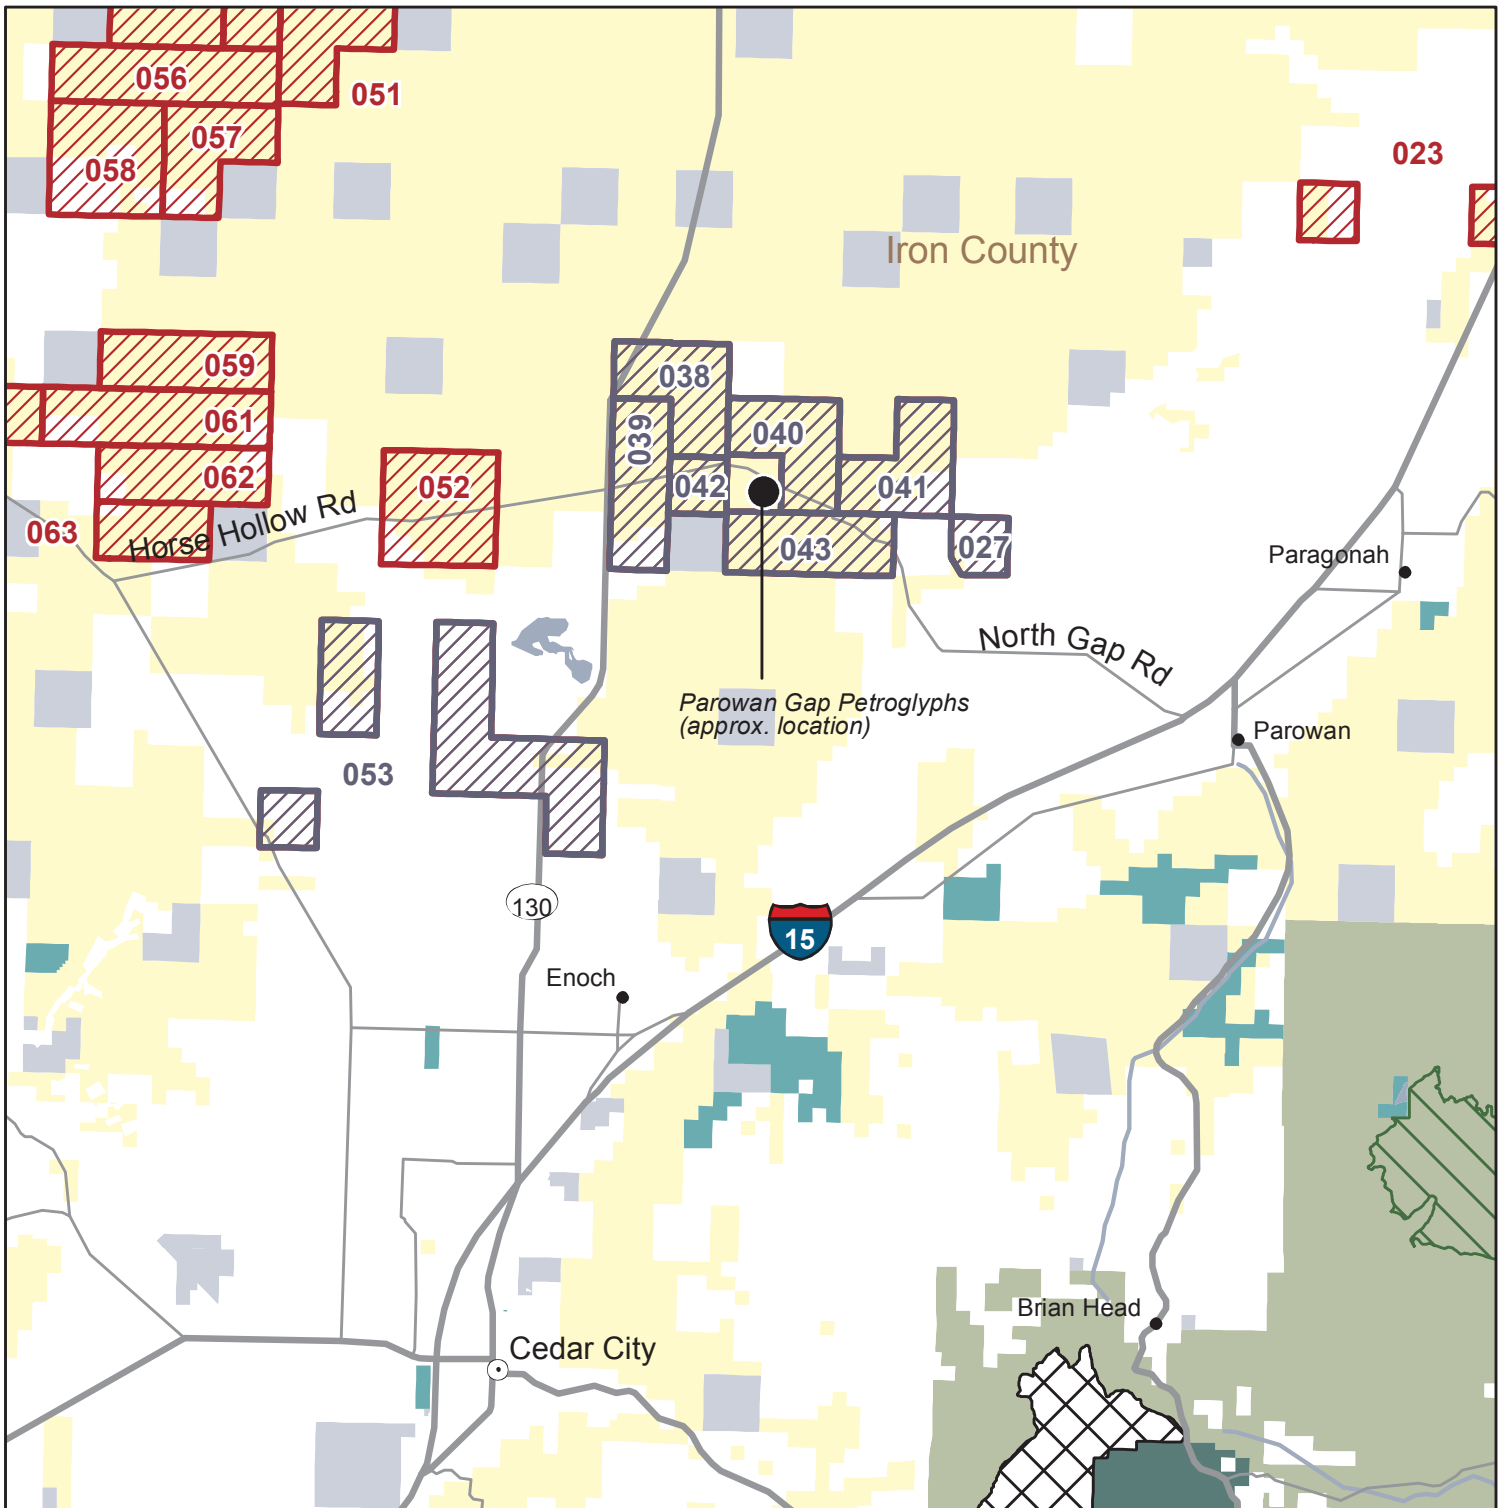 056
051
057
058
023
Iron County
059
038
061
039
040
062
052
042
041
063
Horse Hollow Rd
043
027
Paragonah
North Gap Rd
Parowan Gap Petroglyphs
(approx. location)
Parowan
053
130
15
Enoch
Brian Head
Cedar City